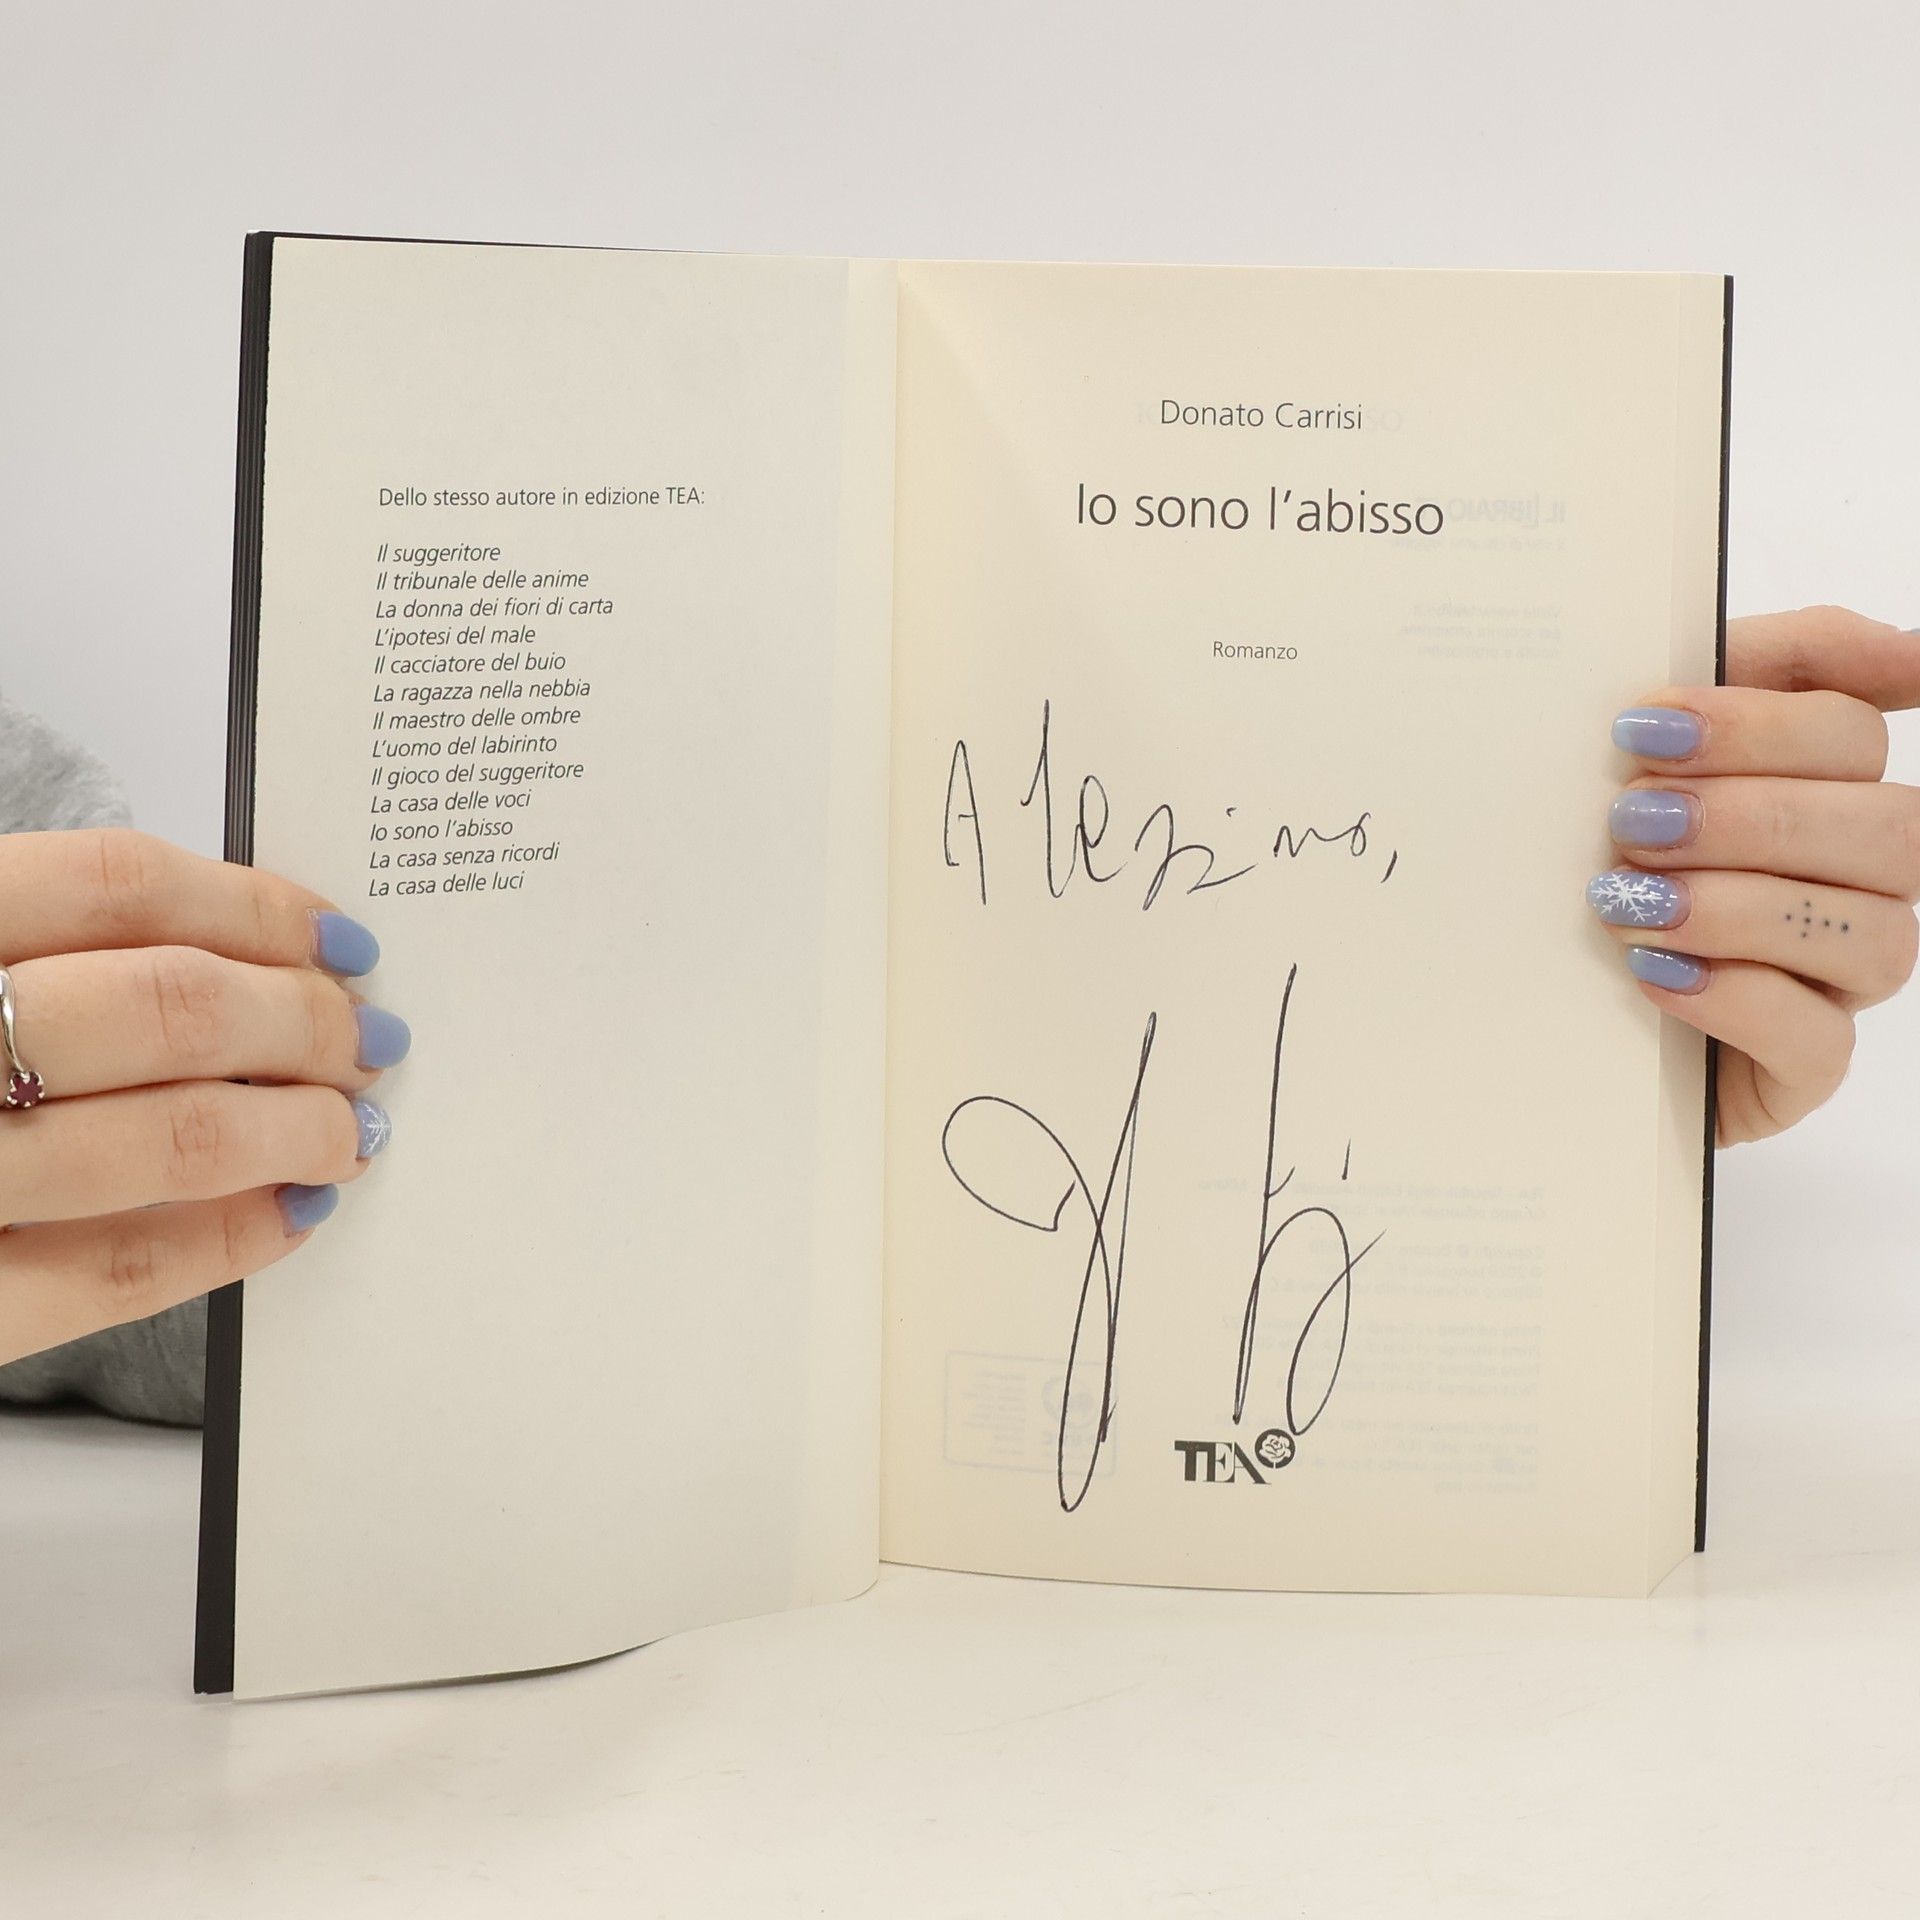 Dello stesso autore in edizione TEA:
Il suggeritore
Il tribunale delle anime
La donna dei fiori di carta
L'ipotesi del male
Il cacciatore del buio
La ragazza nella nebbia
Il maestro delle ombre
L'uomo del labirinto
Il gioco del suggeritore
La casa delle voci
Io sono l'abisso
La casa senza ricordi
La casa delle luci
Donato Carrisi
Io sono l'abisso
Romanzo
TEA